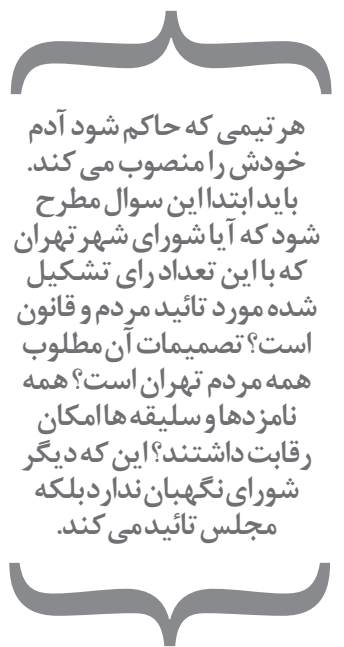 هر تیمی که حاکم شود آدم
خودش را منصوب می کند.
باید ابتدا این سوال مطرح
شود که آیا شورای شهر تهران
که با این تعداد رای تشکیل
شده مورد تائید مردم و قانون
است؟ تصمیمات آن مطلوب
همه مردم تهران است؟ همه
نامزدها و سلیقه ها امکان
رقابت داشتند؟ این که دیگر
شورای نگهبان ندارد بلکه
مجلس تائید می کند.